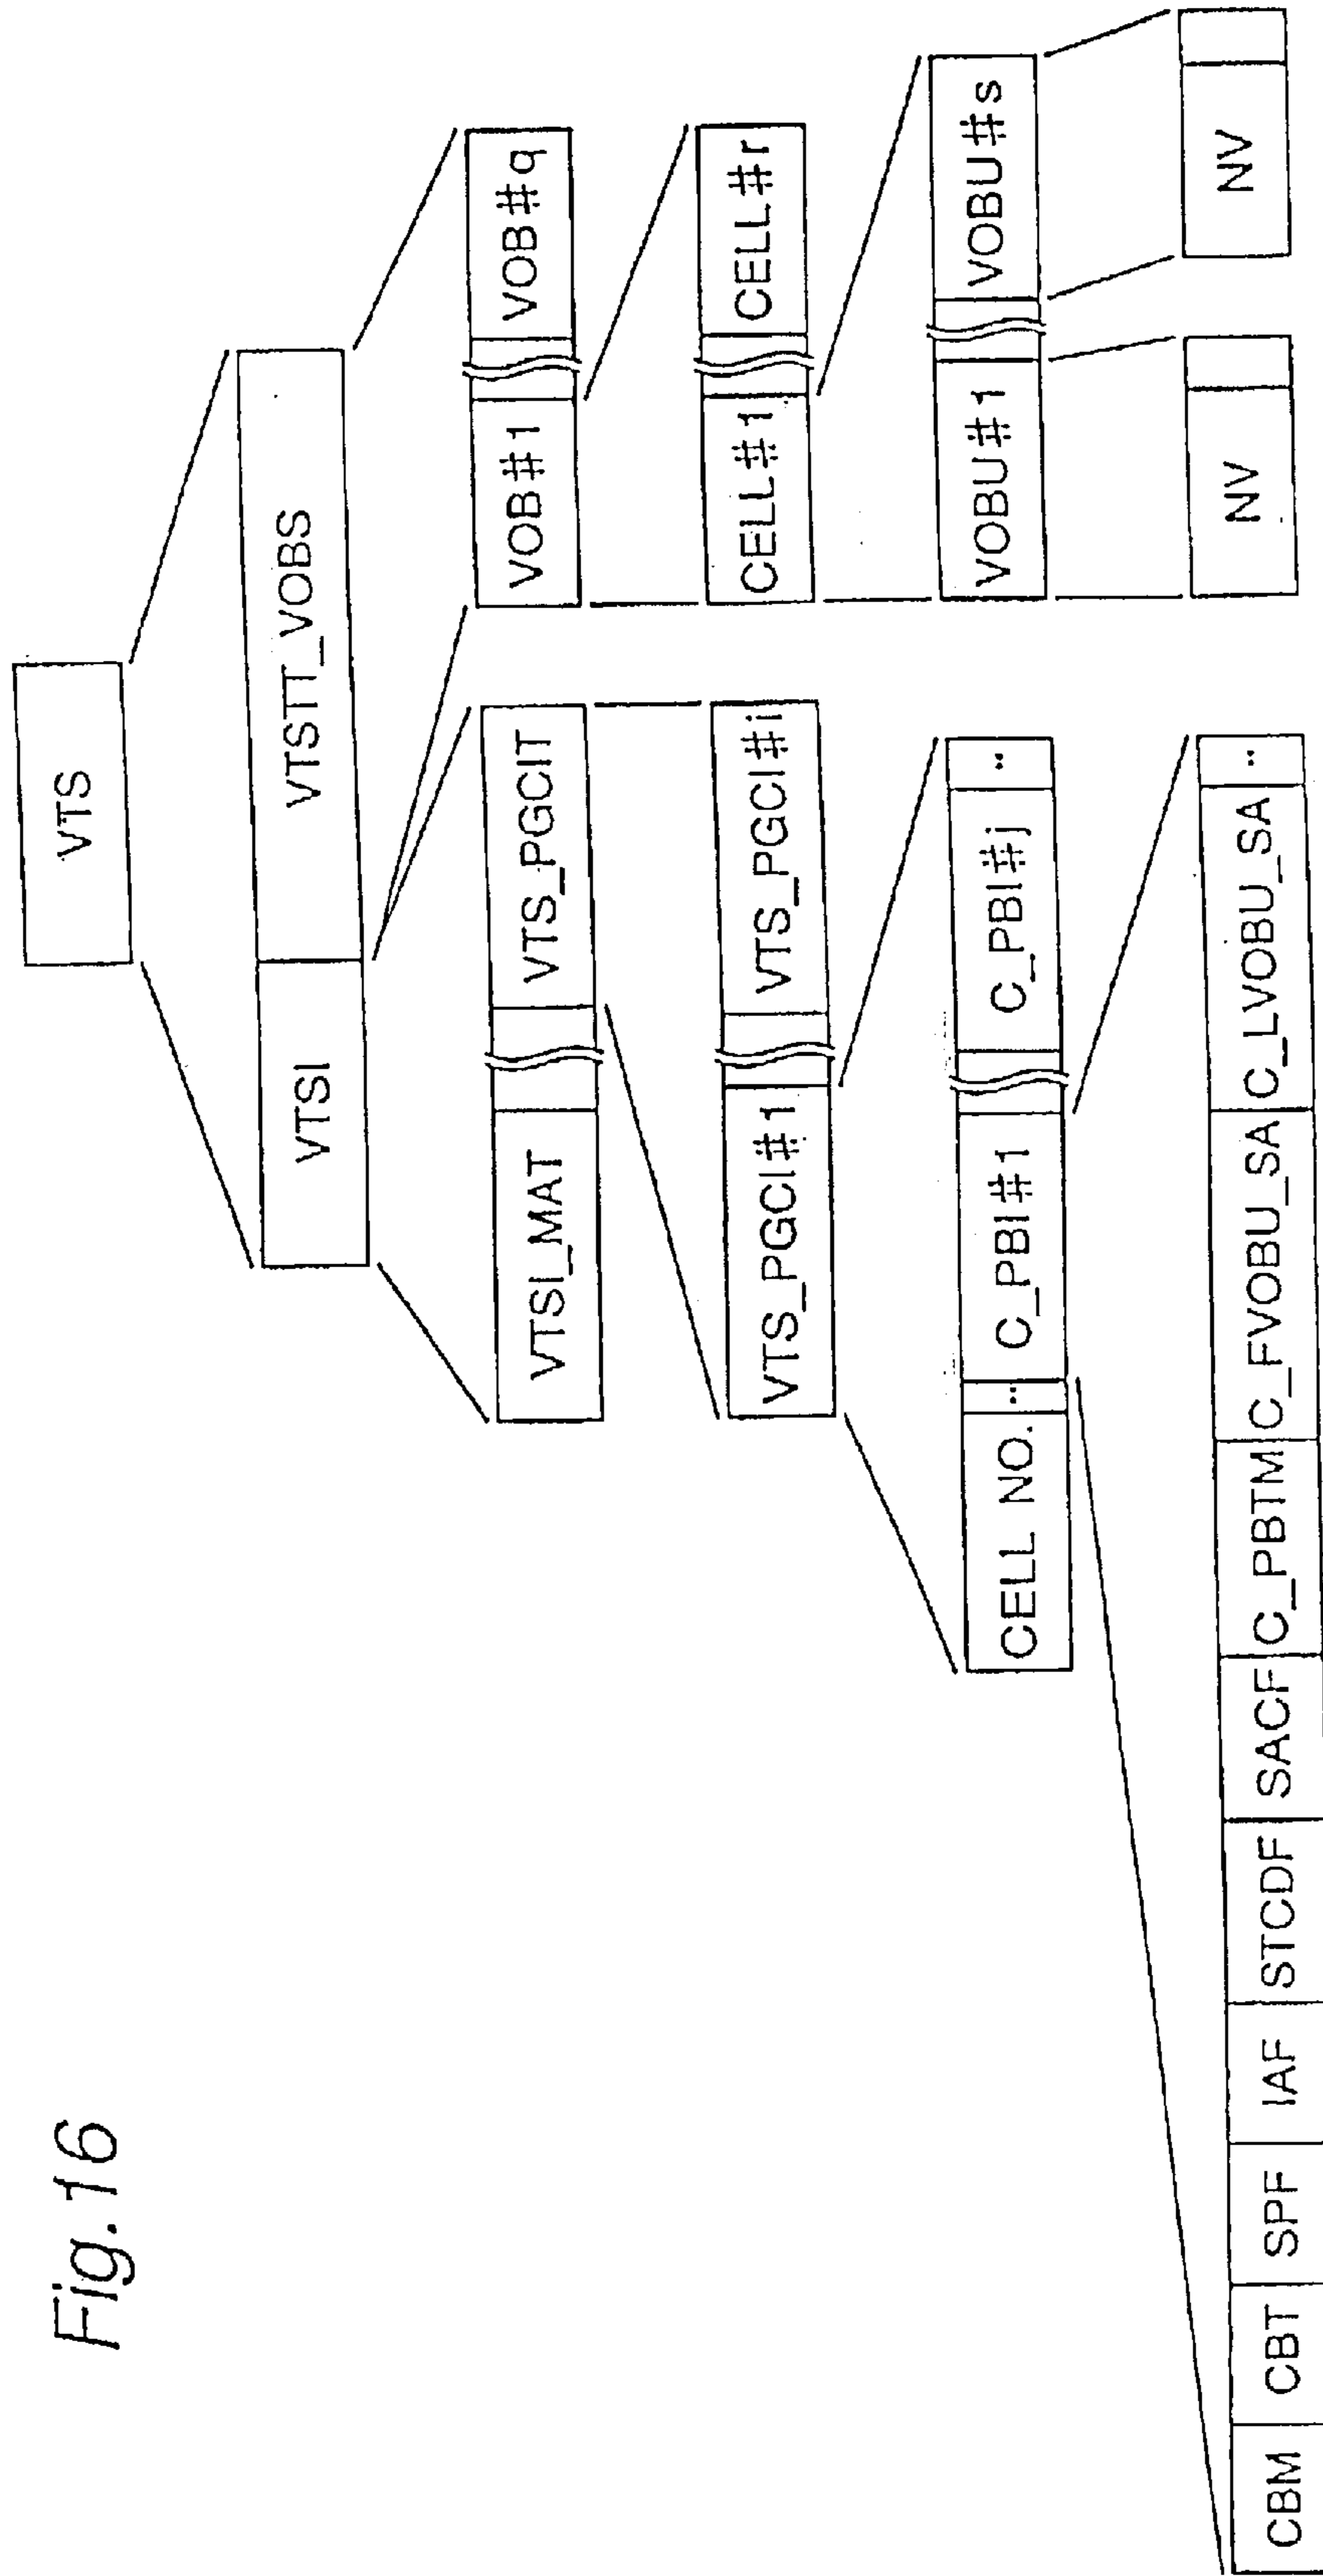 Fig.16
VTS
VTSI VTSTT_VOBS
VTSI_MAT VTS_PGCIT VOB#1 VOB#q
VTS_PGCI#1 VTS_PGCI#i CELL#1 CELL#r
CELL NO. ·· C_PBI#1 C_PBI#j ·· VOBU#1 VOBU#s
CBM CBT SPF IAF STCDF SACF C_PBTM C_FVOBU_SA C_LVOBU_SA ·· NV NV